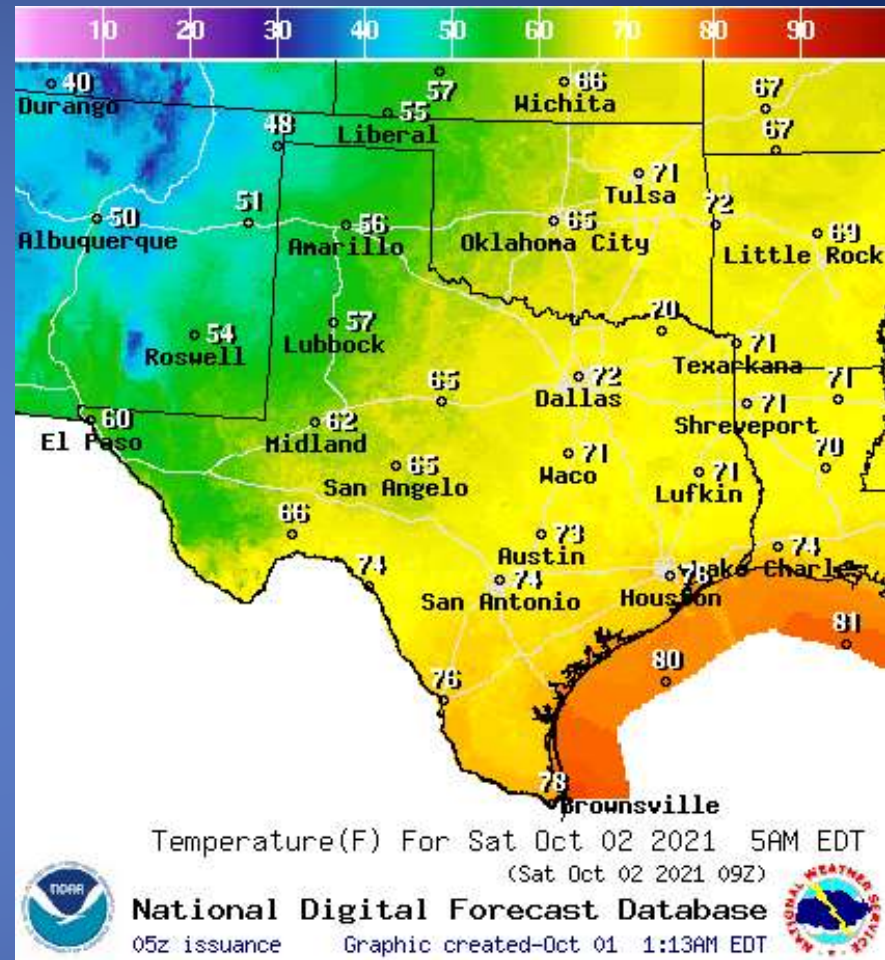 10 20 30 40 50 60 70 80 90
40 57 66 67
Durango Wichita
55
Liberal
48 67
71
Tulsa
50 51 56 65 72 69
Albuquerque Amarillo Oklahoma City Little Rock
54 57 70 71
Roswell Lubbock Texarkana
65 72 71 71
Dallas Shreveport
60 62
El Paso Midland
65 71 71 70
San Angelo Waco Lufkin
66 73 74
Austin Lake Charles
74 74 76
San Antonio Houston
81
80
76
78
Brownsville
Temperature(F) For Sat Oct 02 2021 5AM EDT
(Sat Oct 02 2021 09Z)
NOAA
NATIONAL WEATHER SERVICE
National Digital Forecast Database
05z issuance Graphic created-Oct 01 1:13AM EDT